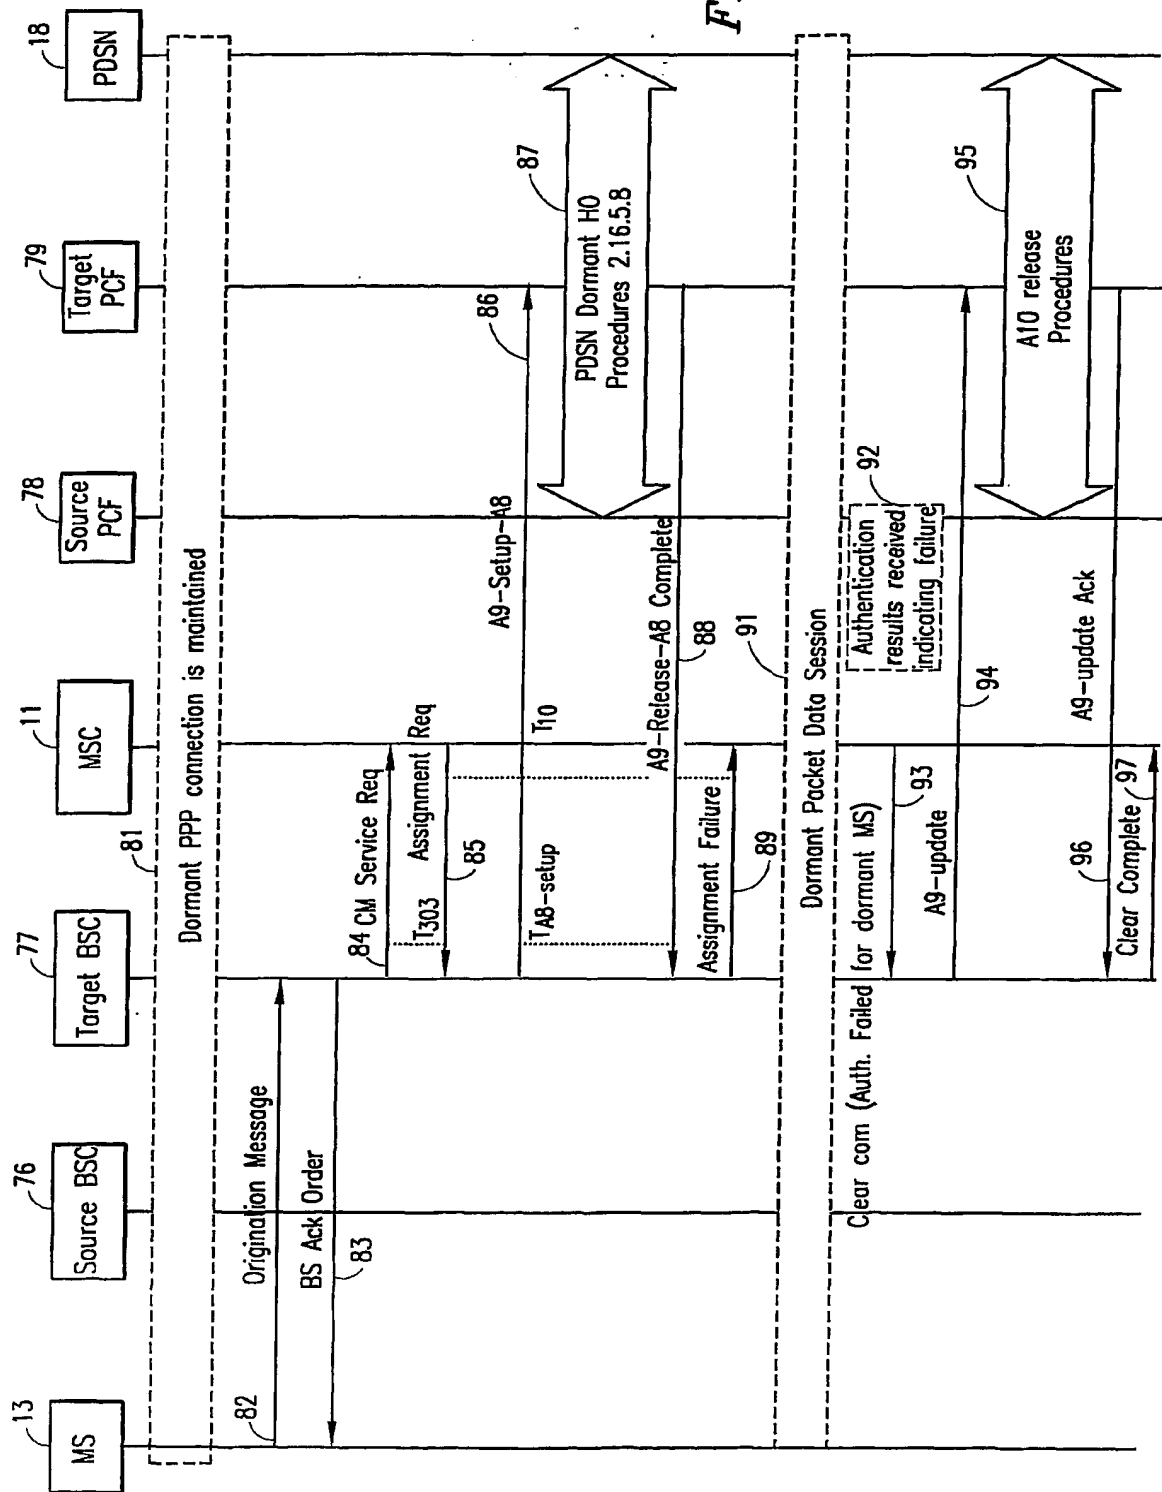 13
MS
76
Source BSC
77
Target BSC
11
MSC
78
Source
PCF
79
Target
PCF
18
PDSN
81
Dormant PPP connection is maintained
82
Origination Message
BS Ack Order
83
84
CM Service Req
T303
Assignment Req
85
A9-Setup-A8
86
TA8-setup
T10
PDSN Dormant HO
Procedures 2.16.5.8
87
A9-Release-A8 Complete
88
Assignment Failure
89
91
Dormant Packet Data Session
92
Authentication
results received
indicating failure
Clear com (Auth. Failed for dormant MS)
93
A9-update
94
A10 release
Procedures
95
A9-update Ack
96
Clear Complete
97